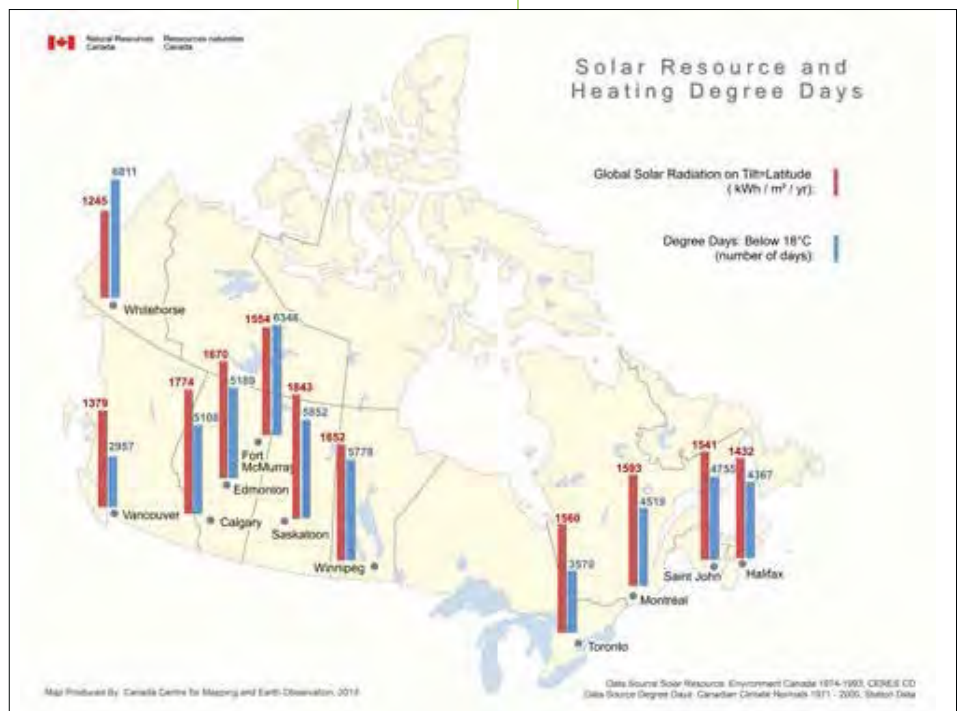 Natural Resources Ressources naturelles
Canada Canada
Solar Resource and
Heating Degree Days
Global Solar Radiation on Tilt=Latitude
( kWh / m² / yr):
Degree Days: Below 18°C
(number of days):
6811
1245
Whitehorse
1554 6346
1670
5189
1774
5108
1843
5852
1379
2957
Fort
McMurray
Edmonton
Vancouver
Calgary
Saskatoon
1652
5778
Winnipeg
1560
3570
Toronto
1593
4519
Montréal
1541
4755
Saint John
1432
4367
Halifax
Map Produced By: Canada Centre for Mapping and Earth Observation, 2013
Data Source Solar Resource: Environment Canada 1974-1993, CERES CD
Data Source Degree Days: Canadian Climate Normals 1971 - 2000, Station Data